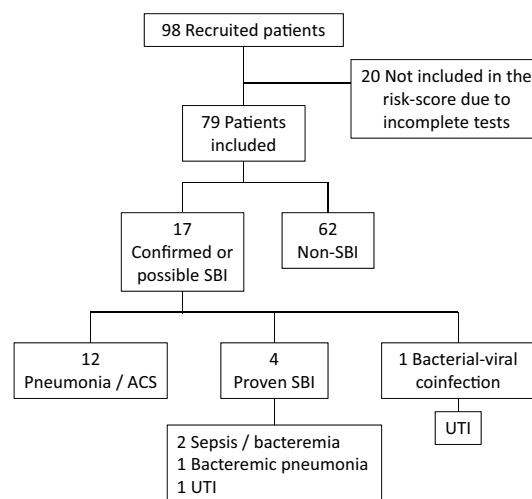 98 Recruited patients
20 Not included in the
risk-score due to
incomplete tests
79 Patients
included
17
Confirmed or
possible SBI
62
Non-SBI
12
Pneumonia / ACS
4
Proven SBI
1 Bacterial-viral
coinfection
2 Sepsis / bacteremia
1 Bacteremic pneumonia
1 UTI
UTI